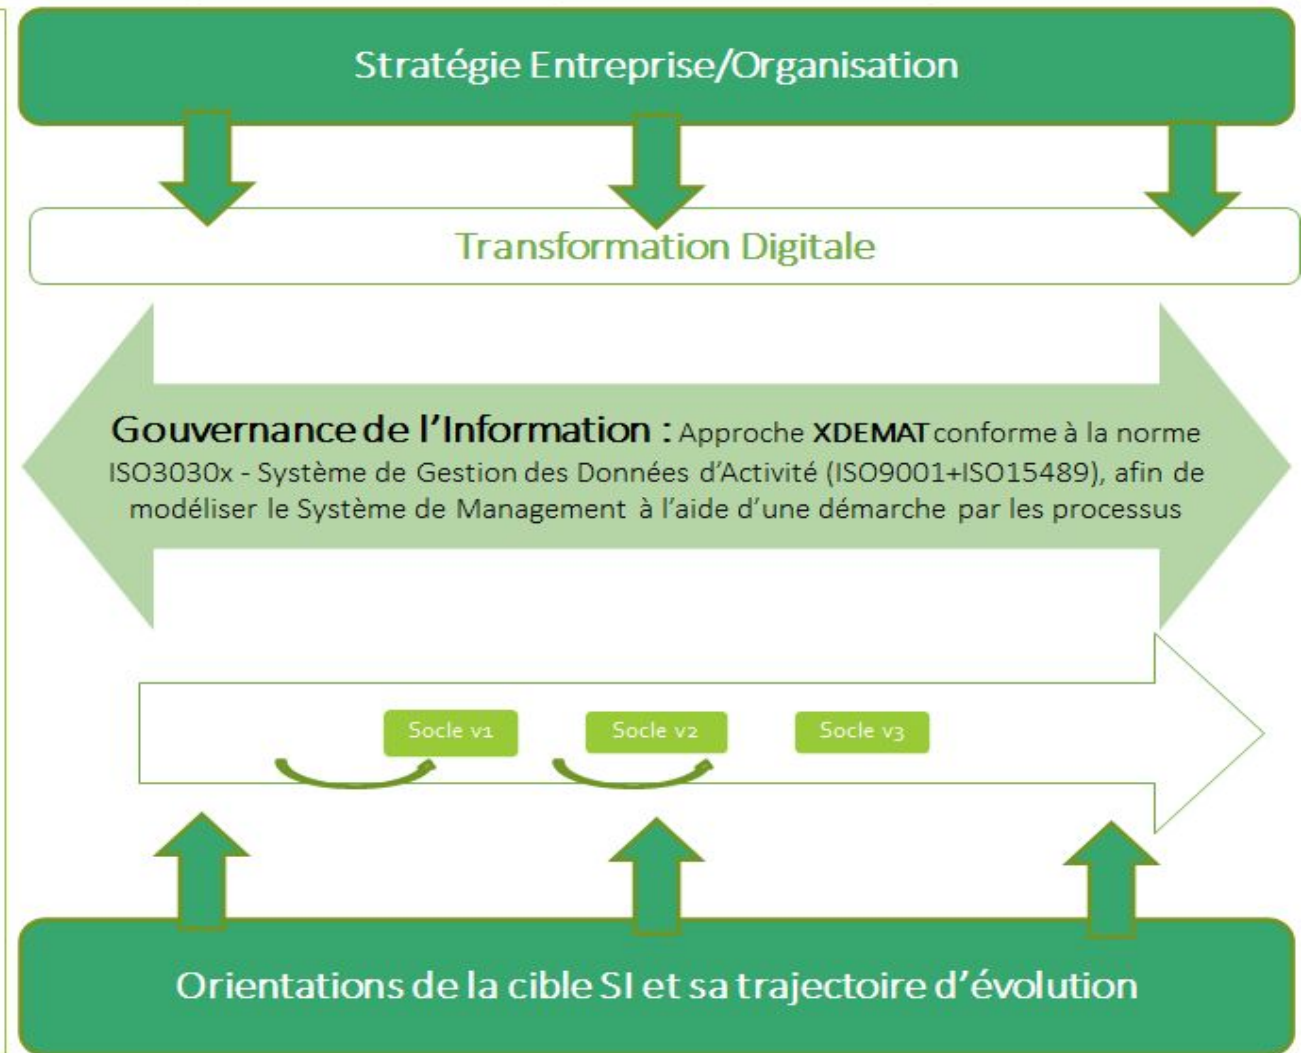 Stratégie Entreprise/Organisation
Transformation Digitale
Gouvernance de l'Information : Approche XDEMAT conforme à la norme
ISO3030x - Système de Gestion des Données d'Activité (ISO9001+ISO15489), afin de
modéliser le Système de Management à l'aide d'une démarche par les processus
Socle v1
Socle v2
Socle v3
Orientations de la cible SI et sa trajectoire d'évolution